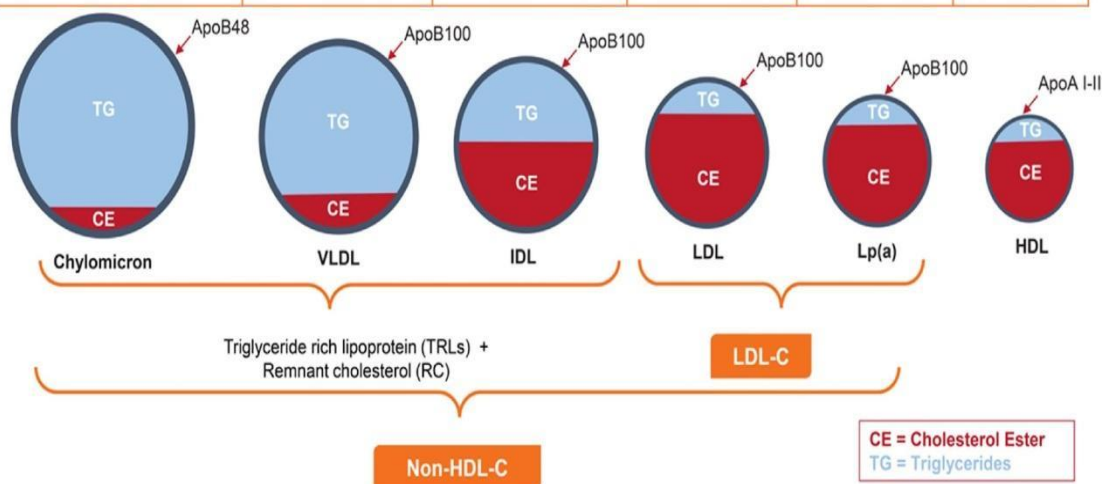 ApoB48
ApoB100
ApoB100
ApoB100
ApoB100
ApoA I-II
TG
TG
TG
TG
TG
TG
CE
CE
CE
CE
CE
CE
Chylomicron
VLDL
IDL
LDL
Lp(a)
HDL
Triglyceride rich lipoprotein (TRLs) +
Remnant cholesterol (RC)
LDL-C
Non-HDL-C
CE = Cholesterol Ester
TG = Triglycerides